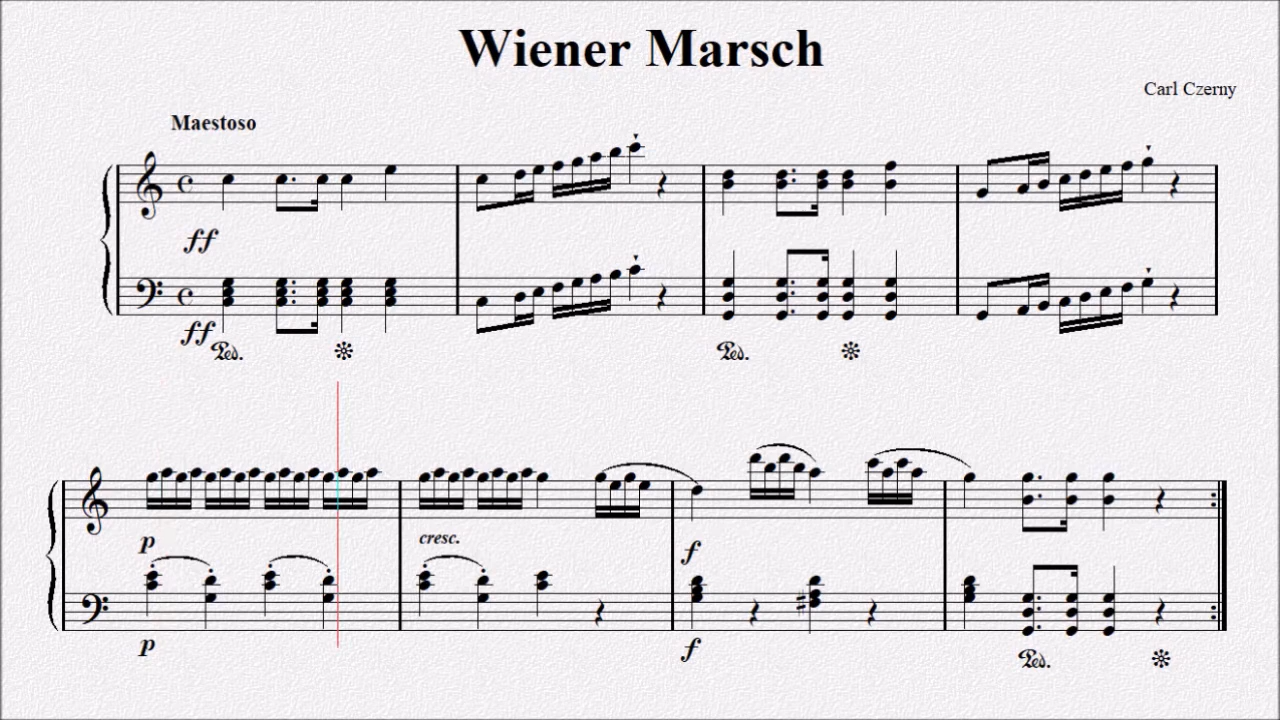 Wiener Marsch
Carl Czerny
Maestoso
ff
ff
Ped. Ped.
p cresc. f
p f
Ped.